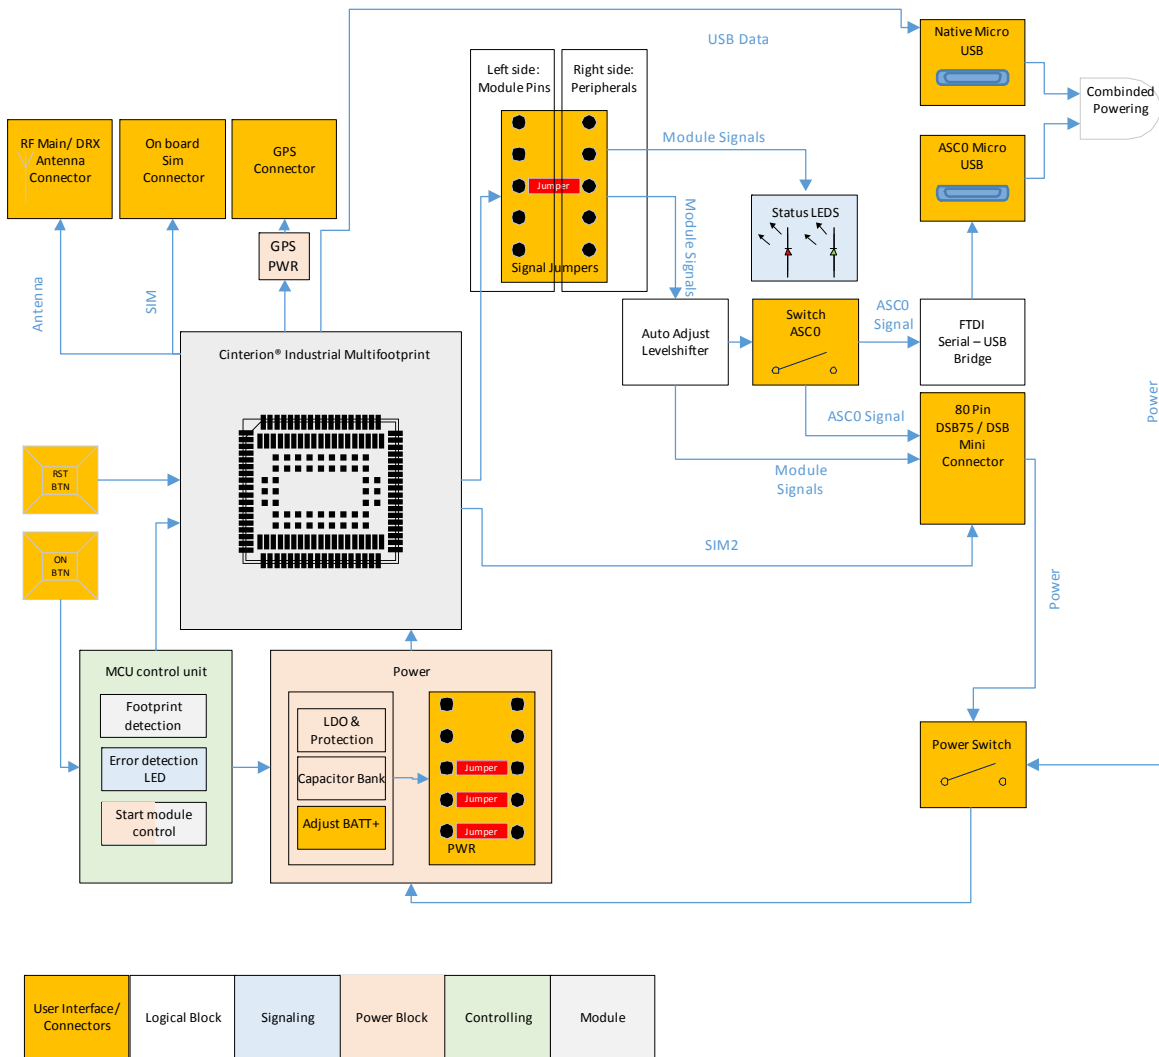 USB Data
Native Micro
USB
Combinded
Powering
Left side:
Module Pins
Right side:
Peripherals
Jumper
Signal Jumpers
Module Signals
Module Signals
RF Main/ DRX
Antenna
Connector
On board
Sim
Connector
GPS
Connector
GPS
PWR
ASC0 Micro
USB
Status LEDS
Antenna
SIM
Cinterion® Industrial Multifootprint
Auto Adjust
Levelshifter
Switch
ASC0
ASC0
Signal
FTDI
Serial – USB
Bridge
Power
ASC0 Signal
80 Pin
DSB75 / DSB
Mini
Connector
Module
Signals
RST
BTN
ON
BTN
SIM2
Power
MCU control unit
Footprint
detection
Error detection
LED
Start module
control
Power
LDO &
Protection
Capacitor Bank
Adjust BATT+
Jumper
Jumper
Jumper
PWR
Power Switch
User Interface/
Connectors
Logical Block
Signaling
Power Block
Controlling
Module